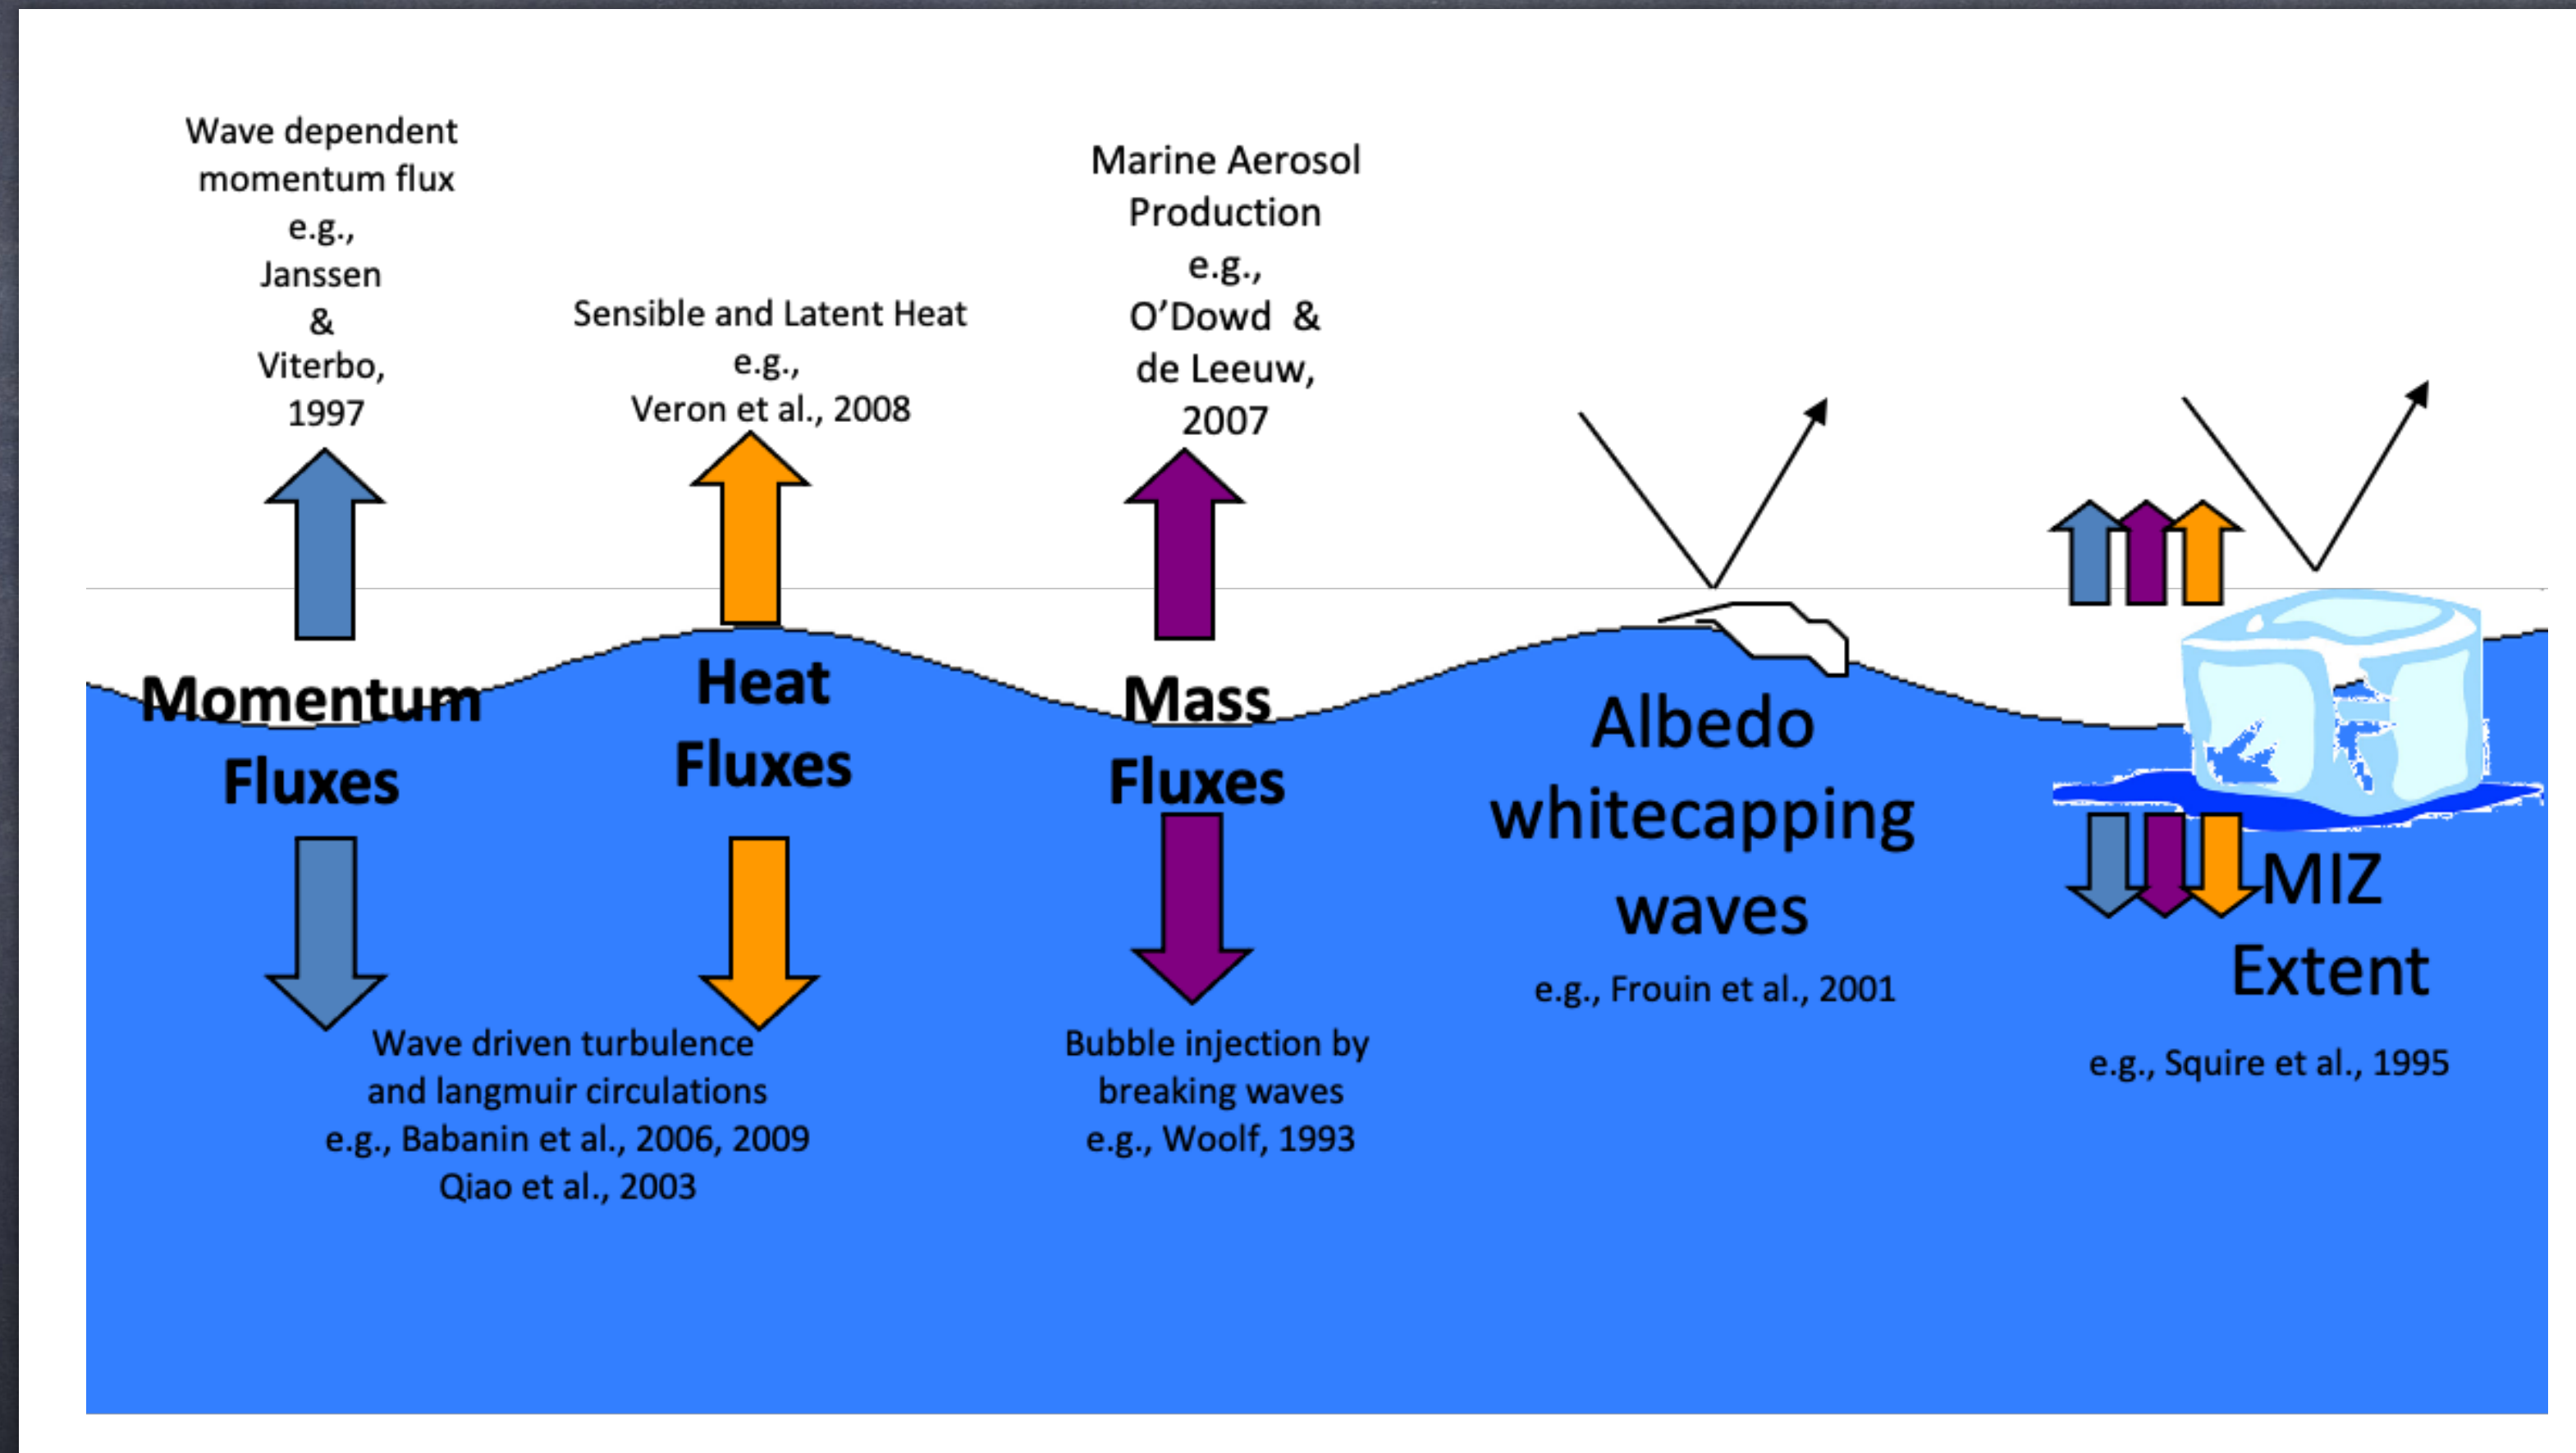 Wave dependent
momentum flux
e.g.,
Janssen
&
Viterbo,
1997
Sensible and Latent Heat
e.g.,
Veron et al., 2008
Marine Aerosol
Production
e.g.,
O'Dowd &
de Leeuw,
2007
Momentum
Fluxes
Heat
Fluxes
Mass
Fluxes
Albedo
whitecapping
waves
e.g., Frouin et al., 2001
MIZ
Extent
e.g., Squire et al., 1995
Wave driven turbulence
and langmuir circulations
e.g., Babanin et al., 2006, 2009
Qiao et al., 2003
Bubble injection by
breaking waves
e.g., Woolf, 1993